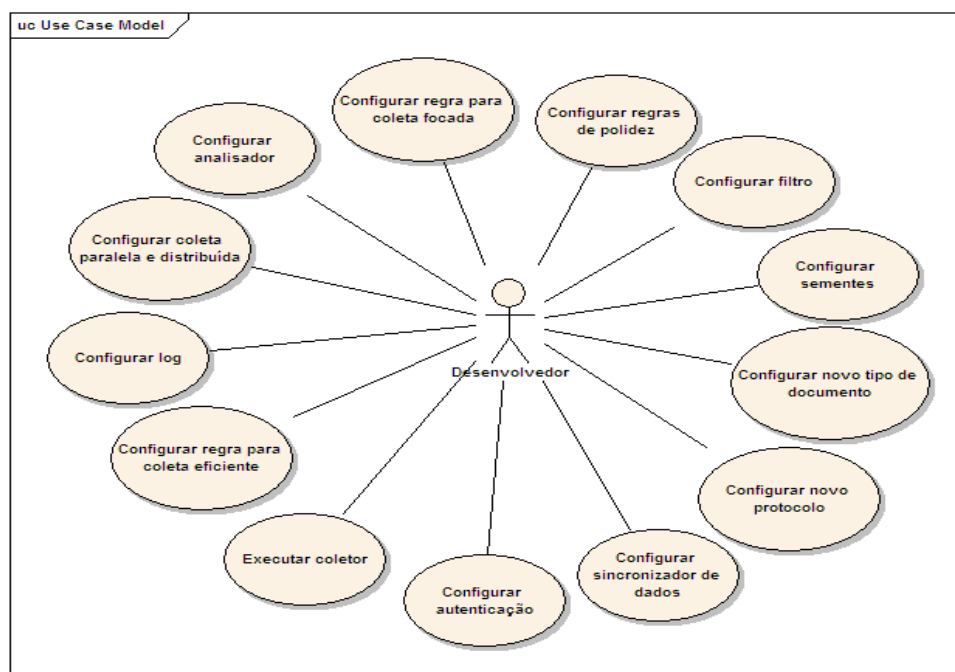 uc Use Case Model
Configurar regra para
coleta focada
Configurar regras
de polidez
Configurar
analisador
Configurar filtro
Configurar coleta
paralela e distribuída
Configurar
sementes
Configurar log
Desenvolvedor
Configurar novo tipo de
documento
Configurar regra para
coleta eficiente
Configurar novo
protocolo
Executar coletor
Configurar
autenticação
Configurar
sincronizador de
dados